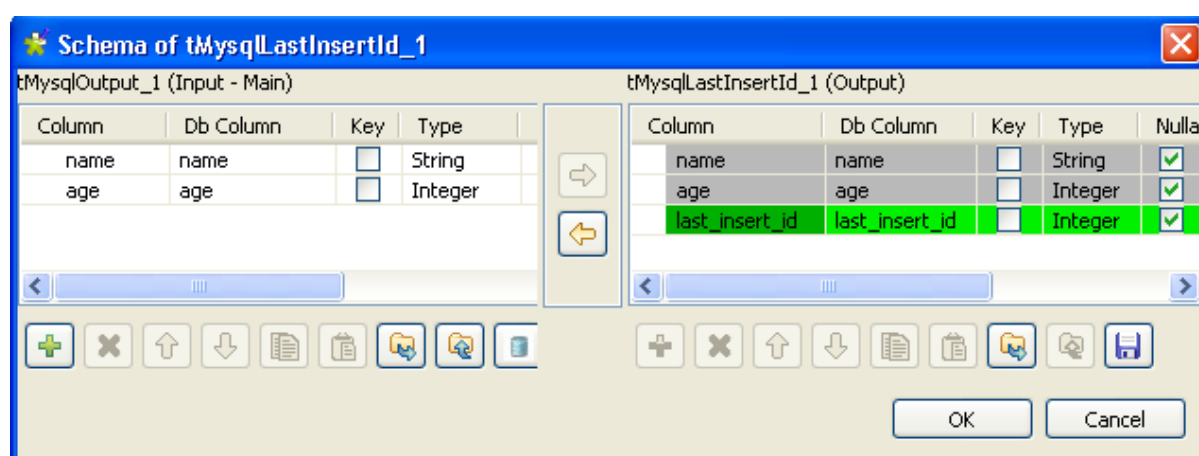 Schema of tMysqlLastInsertId_1
tMysqlOutput_1 (Input - Main)
tMysqlLastInsertId_1 (Output)
Column Db Column Key Type
name name String
age age Integer
Column Db Column Key Type Nulla
name name String
age age Integer
last_insert_id last_insert_id Integer
OK Cancel